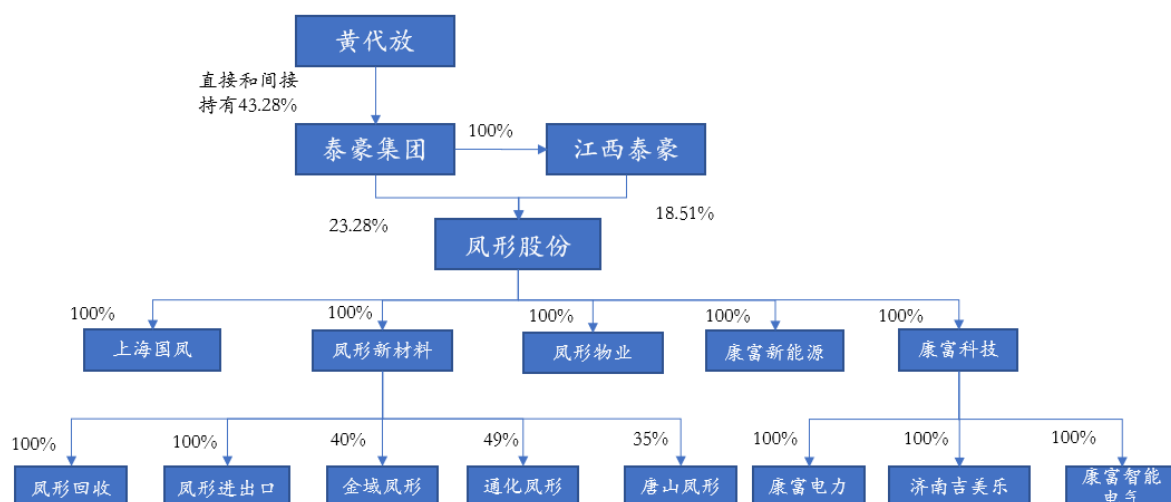 黄代放
直接和间接
持有43.28%
泰豪集团
100%
江西泰豪
23.28%
18.51%
凤形股份
100%
100%
100%
100%
100%
上海国凤
凤形新材料
凤形物业
康富新能源
康富科技
100%
100%
40%
49%
35%
100%
100%
100%
凤形回收
凤形进出口
金域凤形
通化凤形
唐山凤形
康富电力
济南吉美乐
康富智能
电气